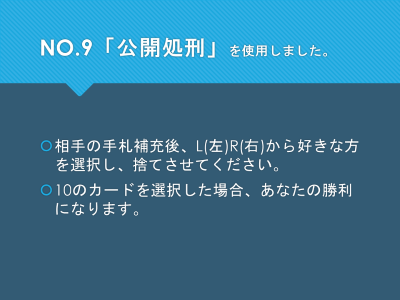 NO.9「公開処刑」を使用しました。
相手の手札補充後、L(左)R(右)から好きな方
を選択し、捨てさせてください。
10のカードを選択した場合、あなたの勝利
になります。